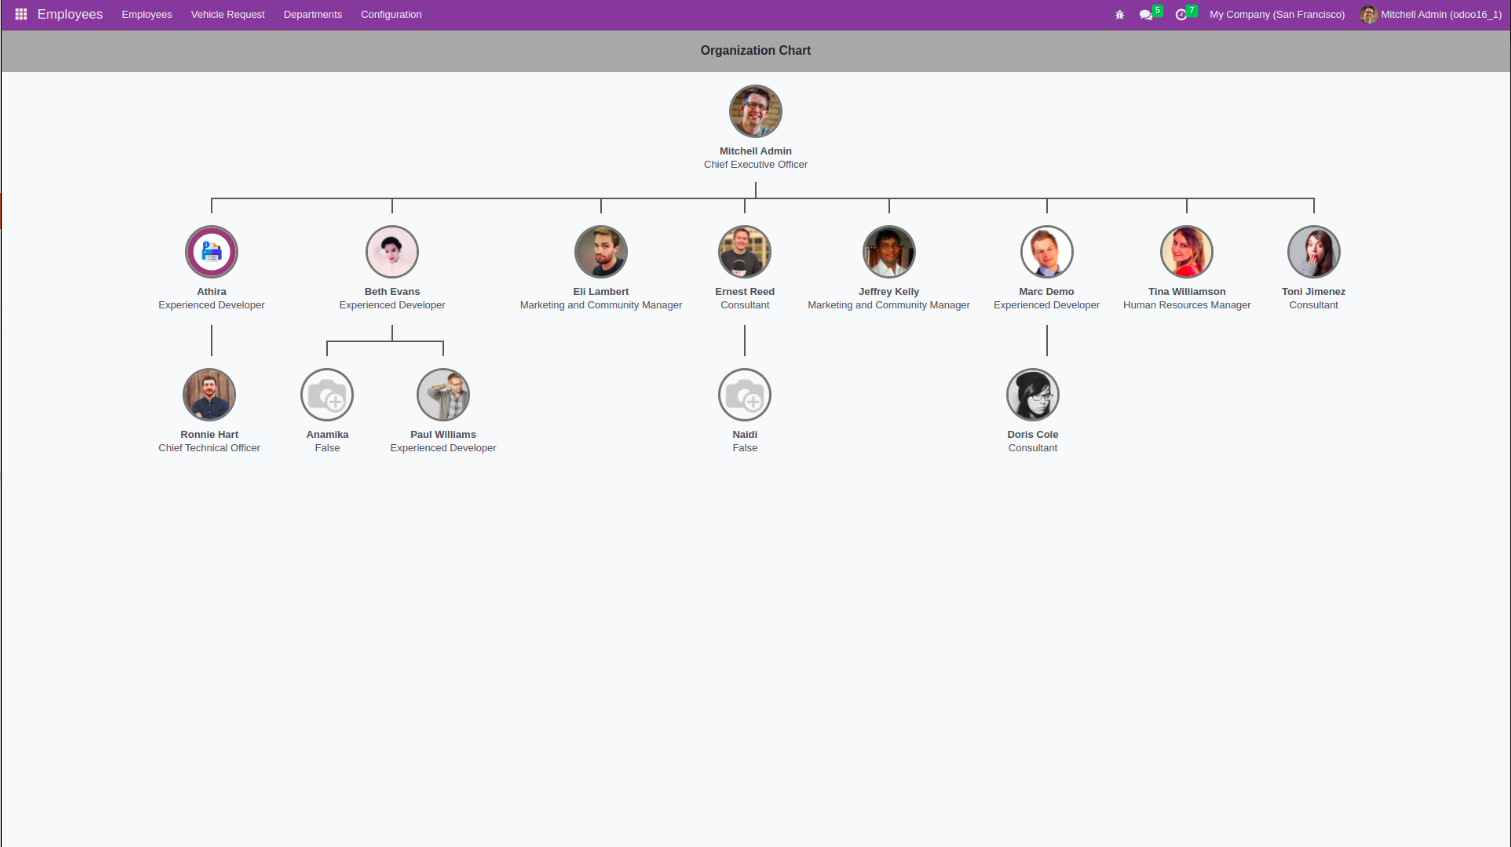 Employees Employees Vehicle Request Departments Configuration 5 7 My Company (San Francisco) Mitchell Admin (odoo16_1)
Organization Chart
Mitchell Admin
Chief Executive Officer
Athira
Experienced Developer
Beth Evans
Experienced Developer
Eli Lambert
Marketing and Community Manager
Ernest Reed
Consultant
Jeffrey Kelly
Marketing and Community Manager
Marc Demo
Experienced Developer
Tina Williamson
Human Resources Manager
Toni Jimenez
Consultant
Ronnie Hart
Chief Technical Officer
Anamika
False
Paul Williams
Experienced Developer
Naidi
False
Doris Cole
Consultant